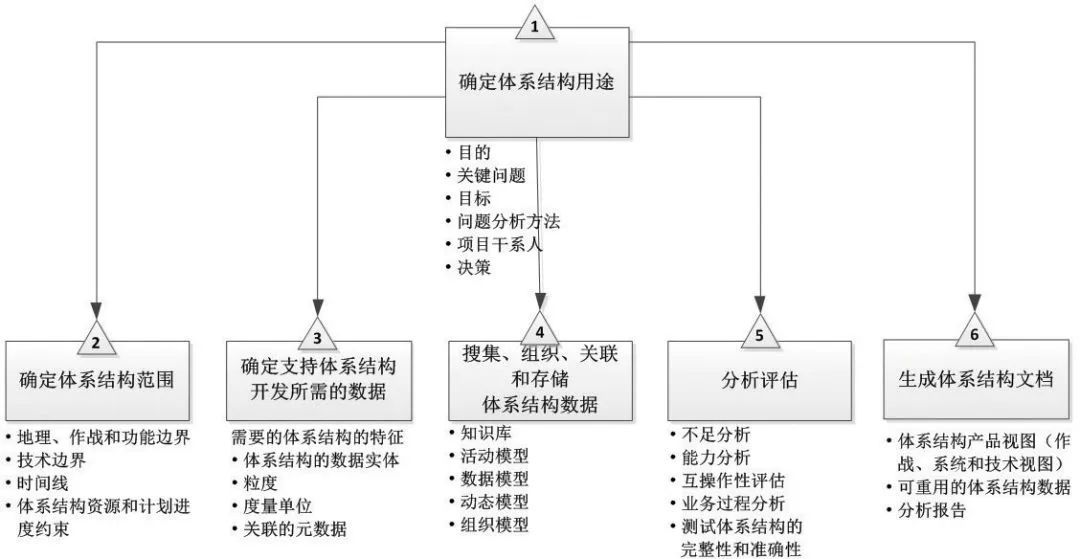 1
确定体系结构用途
• 目的
• 关键问题
• 目标
• 问题分析方法
• 项目干系人
• 决策
2
确定体系结构范围
• 地理、作战和功能边界
• 技术边界
• 时间线
• 体系结构资源和计划进
度约束
3
确定支持体系结构
开发所需的数据
需要的体系结构的特征
• 体系结构的数据实体
• 粒度
• 度量单位
• 关联的元数据
4
搜集、组织、关联
和存储
体系结构数据
• 知识库
• 活动模型
• 数据模型
• 动态模型
• 组织模型
5
分析评估
• 不足分析
• 能力分析
• 互操作性评估
• 业务过程分析
• 测试体系结构的
完整性和准确性
6
生成体系结构文档
• 体系结构产品视图（作
战、系统和技术视图）
• 可重用的体系结构数据
• 分析报告